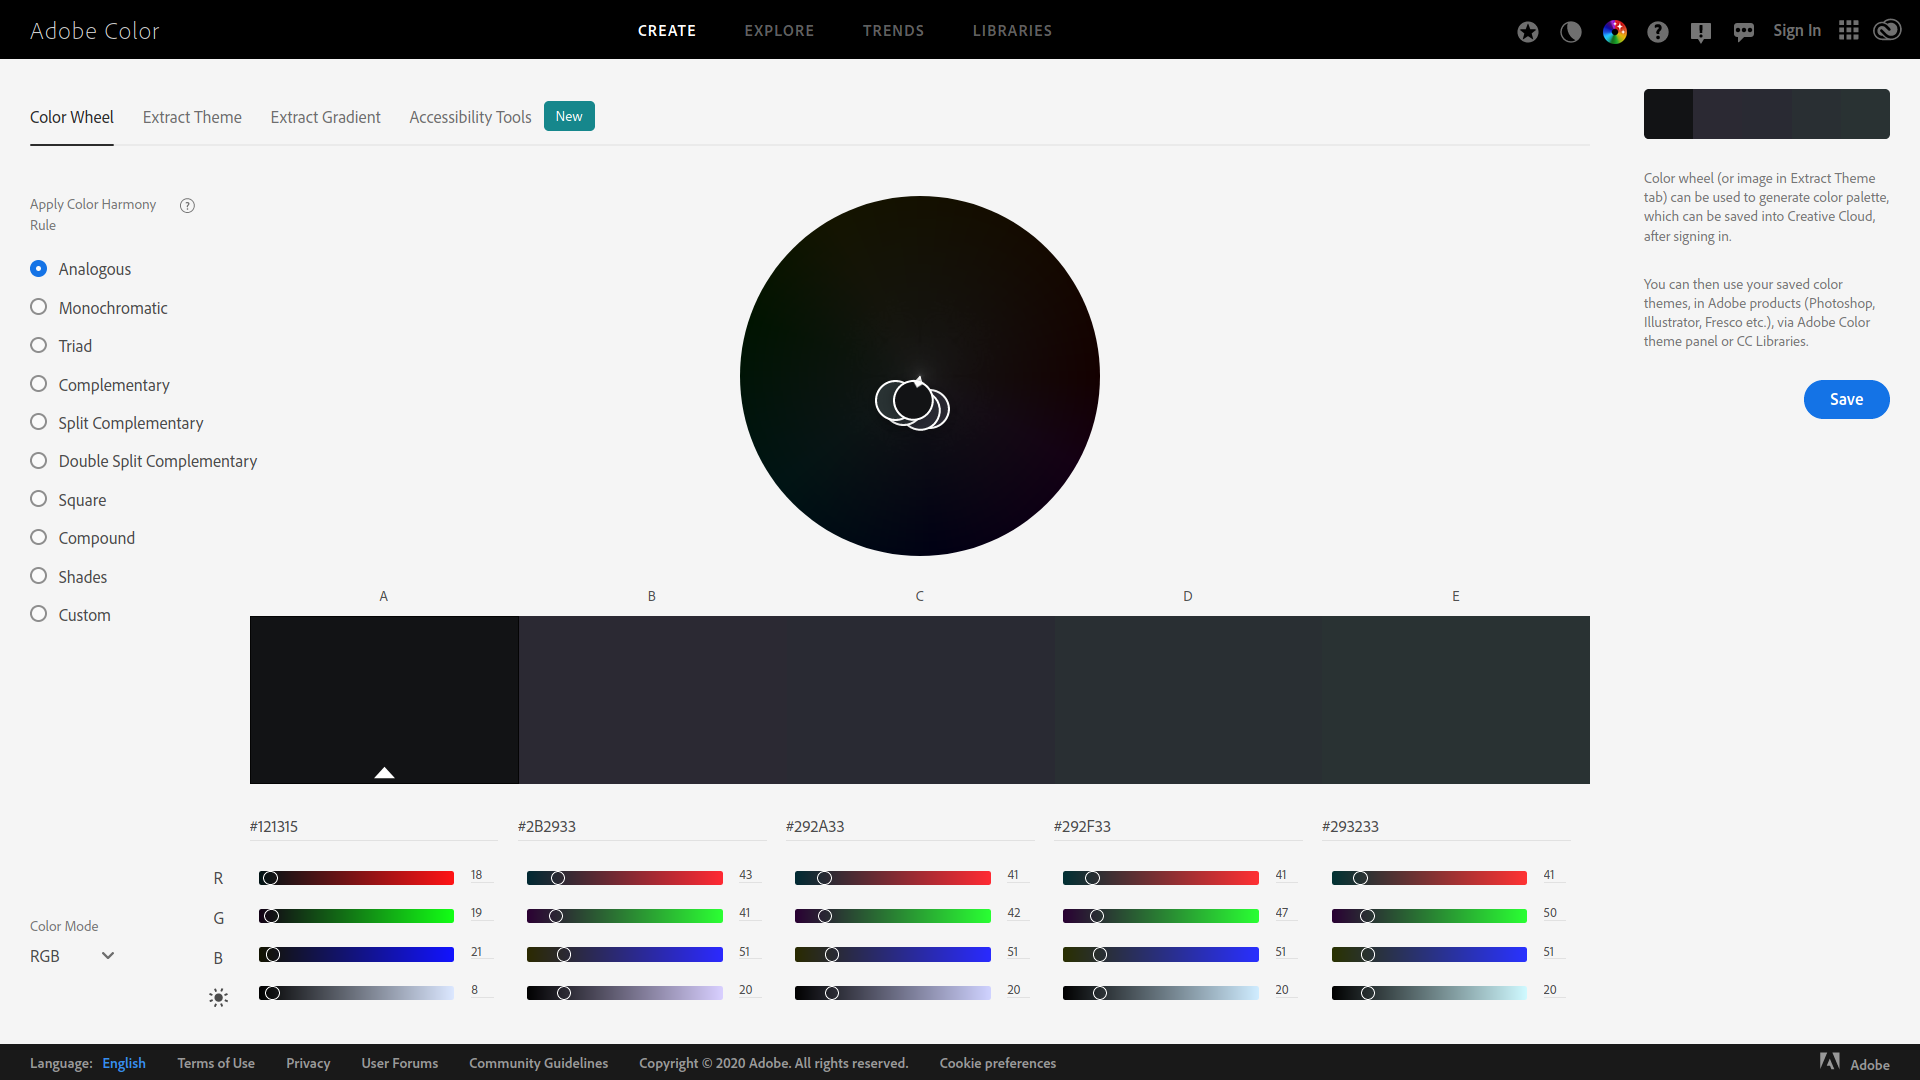 Adobe Color
CREATE EXPLORE TRENDS LIBRARIES
Sign In
Color Wheel Extract Theme Extract Gradient Accessibility Tools New
Apply Color Harmony
Rule
Analogous
Monochromatic
Triad
Complementary
Split Complementary
Double Split Complementary
Square
Compound
Shades
Custom
Color wheel (or image in Extract Theme
tab) can be used to generate color palette,
which can be saved into Creative Cloud,
after signing in.
You can then use your saved color
themes, in Adobe products (Photoshop,
Illustrator, Fresco etc.), via Adobe Color
theme panel or CC Libraries.
Save
A B C D E
#121315 #2B2933 #292A33 #292F33 #293233
R 18 43 41 41 41
G 19 41 42 47 50
B 21 51 51 51 51
8 20 20 20 20
Color Mode
RGB
Language: English Terms of Use Privacy User Forums Community Guidelines Copyright © 2020 Adobe. All rights reserved. Cookie preferences Adobe